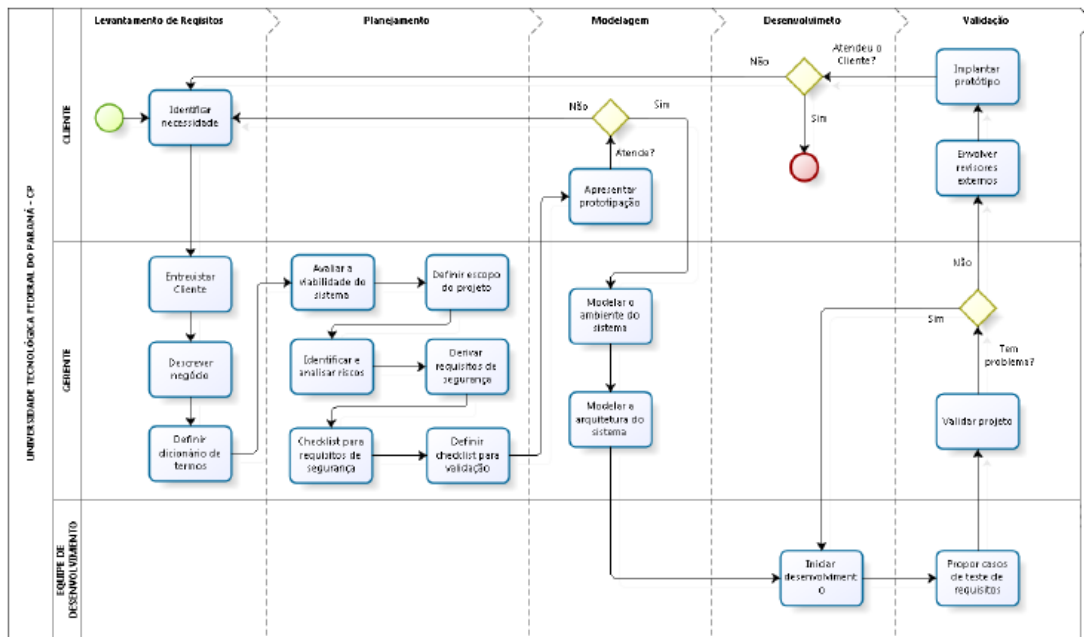 Levantamento de Reqisitos
Planejamento
Modelagem
Desenvolvimeto
Validação
UNIVERSIDADE TECNOLÓGICA FEDERAL DO PARANÁ - CP
CLIENTE
Identificar
necessidade
Não
Sim
Atende?
Apresentar
prototipação
Não
Sim
Atendeu o
Cliente?
Implantar
protótipo
Envolver
revisores
externos
GERENTE
Entrevistar
Cliente
Descrever
negócio
Definir
dicionário de
termos
Avaliar a
viabilidade do
sistema
Definir escopo
do projeto
Identificar e
analisar riscos
Derivar
requisitos de
segurança
Checklist para
requisitos de
segurança
Definir
checklist para
validação
Modelar o
ambiente do
sistema
Modelar a
arquitetura do
sistema
Não
Sim
Tem
problema?
Validar projeto
EQUIPE DE
DESENVOLVIMENTO
Iniciar
desenvolviment
o
Propor casos
de teste de
requisitos